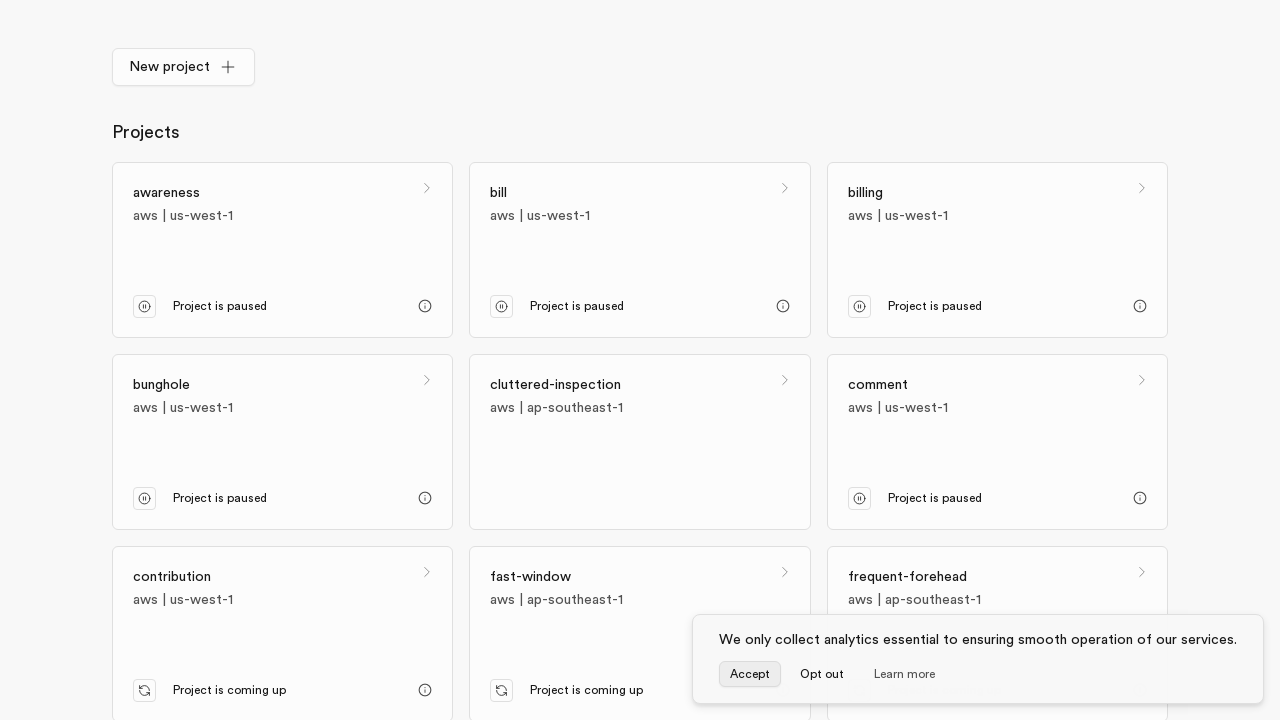 New project
Projects
awareness
aws | us-west-1
Project is paused
bill
aws | us-west-1
Project is paused
billing
aws | us-west-1
Project is paused
bunghole
aws | us-west-1
Project is paused
cluttered-inspection
aws | ap-southeast-1
comment
aws | us-west-1
Project is paused
contribution
aws | us-west-1
Project is coming up
fast-window
aws | ap-southeast-1
Project is coming up
frequent-forehead
aws | ap-southeast-1
We only collect analytics essential to ensuring smooth operation of our services.
Accept Opt out Learn more